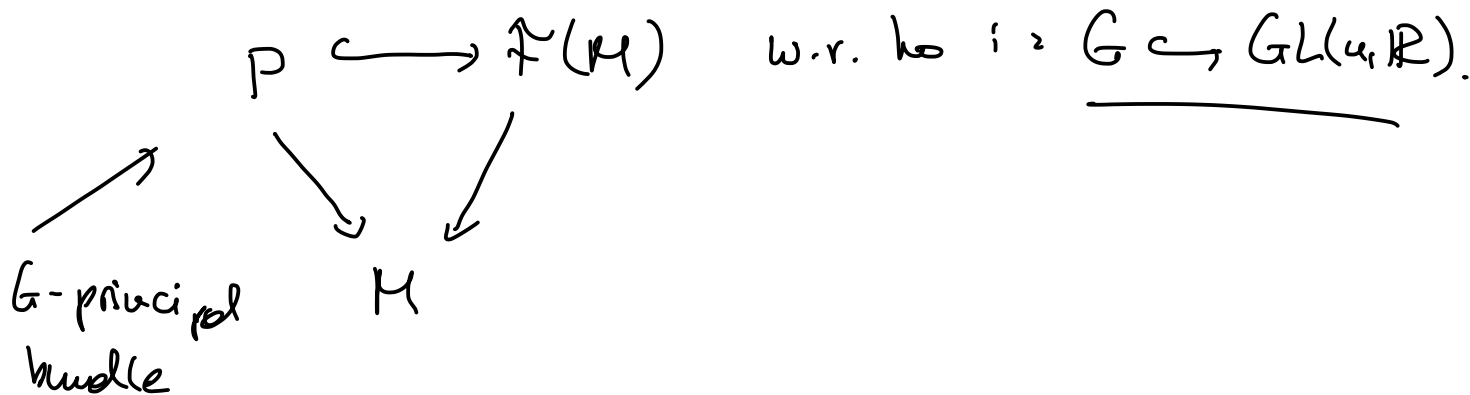 P ↪ F(M) w.r. to i : G ↪ GL(n, ℝ).
G-principal M
bundle